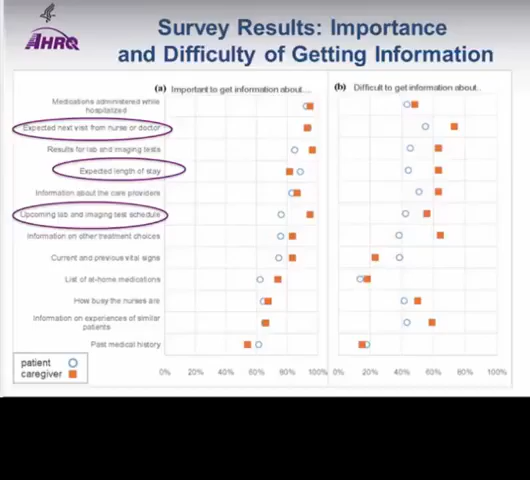 AHRQ
Survey Results: Importance
and Difficulty of Getting Information
(a) Important to get information about....
(b) Difficult to get information about..
Medications administered while
hospitalized
Expected next visit from nurse or doctor
Results for lab and imaging tests
Expected length of stay
Information about the care providers
Upcoming lab and imaging test schedule
Information on other treatment choices
Current and previous vital signs
List of at-home medications
How busy the nurses are
Information on experiences of similar
patients
Past medical history
patient
caregiver
0% 20% 40% 60% 80% 100%
0% 20% 40% 60% 80% 100%